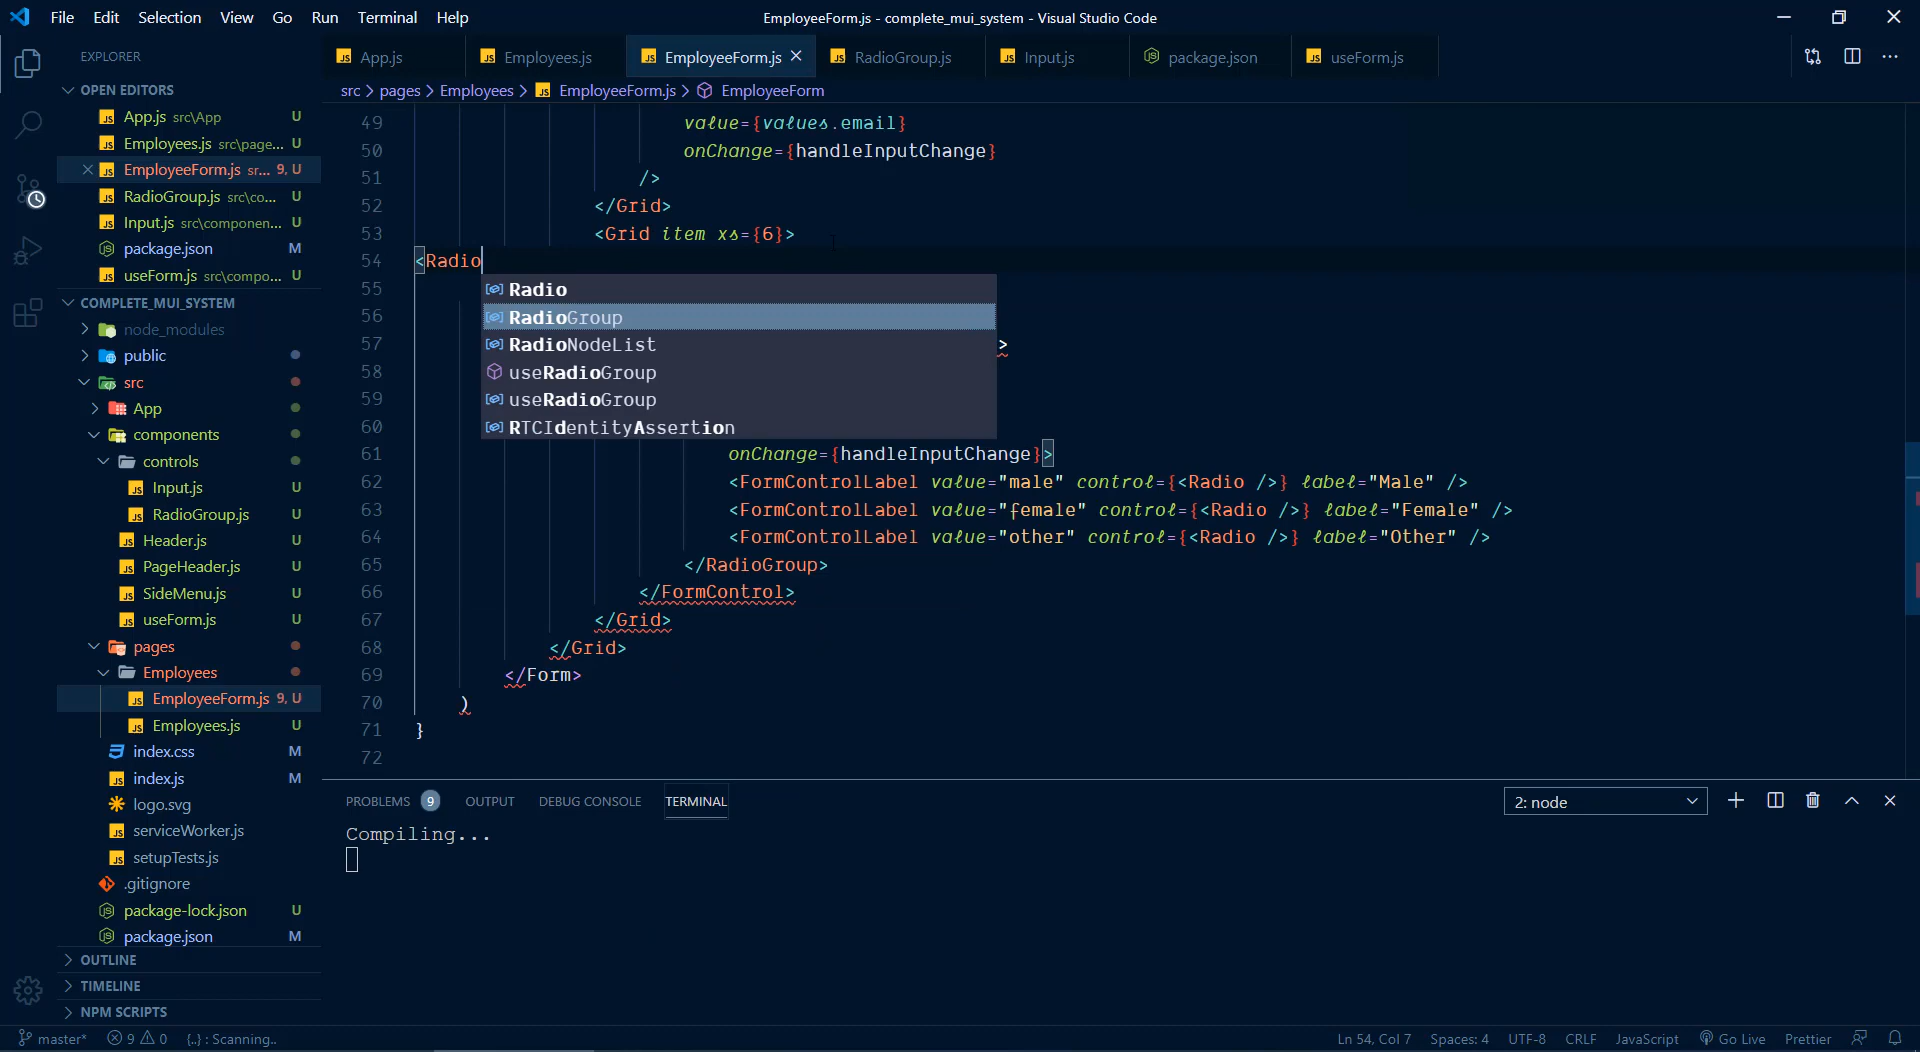 File Edit Selection View Go Run Terminal Help
EmployeeForm.js - complete_mui_system - Visual Studio Code
EXPLORER
OPEN EDITORS
App.js src\App U
Employees.js src\page... U
EmployeeForm.js sr... 9, U
RadioGroup.js src\co... U
Input.js src\componen... U
package.json M
useForm.js src\compo... U
COMPLETE_MUI_SYSTEM
node_modules
public
src
App
components
controls
Input.js U
RadioGroup.js U
Header.js U
PageHeader.js U
SideMenu.js U
useForm.js U
pages
Employees
EmployeeForm.js 9, U
Employees.js U
index.css M
index.js M
logo.svg
serviceWorker.js
setupTests.js
.gitignore
package-lock.json U
package.json M
OUTLINE
TIMELINE
NPM SCRIPTS
App.js Employees.js EmployeeForm.js RadioGroup.js Input.js package.json useForm.js
src > pages > Employees > EmployeeForm.js > EmployeeForm
49 value={values.email}
50 onChange={handleInputChange}
51 />
52 </Grid>
53 <Grid item xs={6}>
54 <Radio
55 Radio
56 RadioGroup
57 RadioNodeList >
58 useRadioGroup
59 useRadioGroup
60 RTCIdentityAssertion
61 onChange={handleInputChange}>
62 <FormControlLabel value="male" control={<Radio />} label="Male" />
63 <FormControlLabel value="female" control={<Radio />} label="Female" />
64 <FormControlLabel value="other" control={<Radio />} label="Other" />
65 </RadioGroup>
66 </FormControl>
67 </Grid>
68 </Grid>
69 </Form>
70 )
71 }
72
PROBLEMS 9 OUTPUT DEBUG CONSOLE TERMINAL 2: node
Compiling...
master* 9 0 {..} : Scanning.. Ln 54, Col 7 Spaces: 4 UTF-8 CRLF JavaScript Go Live Prettier